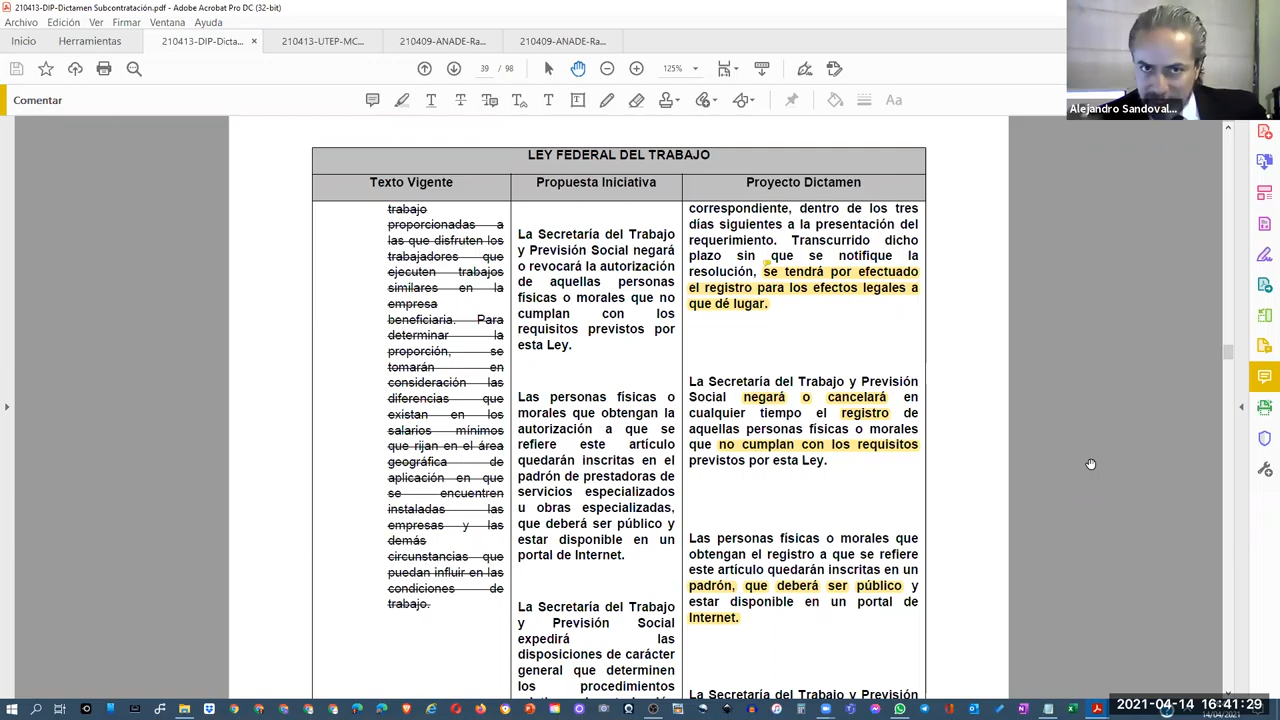 210413-DIP-Dictamen Subcontratación.pdf - Adobe Acrobat Pro DC (32-bit)
Archivo Edición Ver Firmar Ventana Ayuda
Inicio Herramientas 210413-DIP-Dicta... × 210413-UTEP-MC... 210409-ANADE-Ra... 210409-ANADE-Ra...
39 / 98 125%
Comentar
Alejandro Sandoval...
LEY FEDERAL DEL TRABAJO
Texto Vigente Propuesta Iniciativa Proyecto Dictamen
trabajo
proporcionadas a
las que disfruten los
trabajadores que
ejecuten trabajos
similares en la
empresa
beneficiaria. Para
determinar la
proporción, se
tomarán en
consideración las
diferencias que
existan en los
salarios mínimos
que rijan en el área
geográfica de
aplicación en que
se encuentren
instaladas las
empresas y las
demás
circunstancias que
puedan influir en las
condiciones de
trabajo.
La Secretaría del Trabajo
y Previsión Social negará
o revocará la autorización
de aquellas personas
físicas o morales que no
cumplan con los
requisitos previstos por
esta Ley.
Las personas físicas o
morales que obtengan la
autorización a que se
refiere este artículo
quedarán inscritas en el
padrón de prestadoras de
servicios especializados
u obras especializadas,
que deberá ser público y
estar disponible en un
portal de Internet.
La Secretaría del Trabajo
y Previsión Social
expedirá las
disposiciones de carácter
general que determinen
los procedimientos
correspondiente, dentro de los tres
días siguientes a la presentación del
requerimiento. Transcurrido dicho
plazo sin que se notifique la
resolución, se tendrá por efectuado
el registro para los efectos legales a
que dé lugar.
La Secretaría del Trabajo y Previsión
Social negará o cancelará en
cualquier tiempo el registro de
aquellas personas físicas o morales
que no cumplan con los requisitos
previstos por esta Ley.
Las personas físicas o morales que
obtengan el registro a que se refiere
este artículo quedarán inscritas en un
padrón, que deberá ser público y
estar disponible en un portal de
Internet.
La Secretaría del Trabajo y Previsión
2021-04-14 16:41:29
14/04/2021